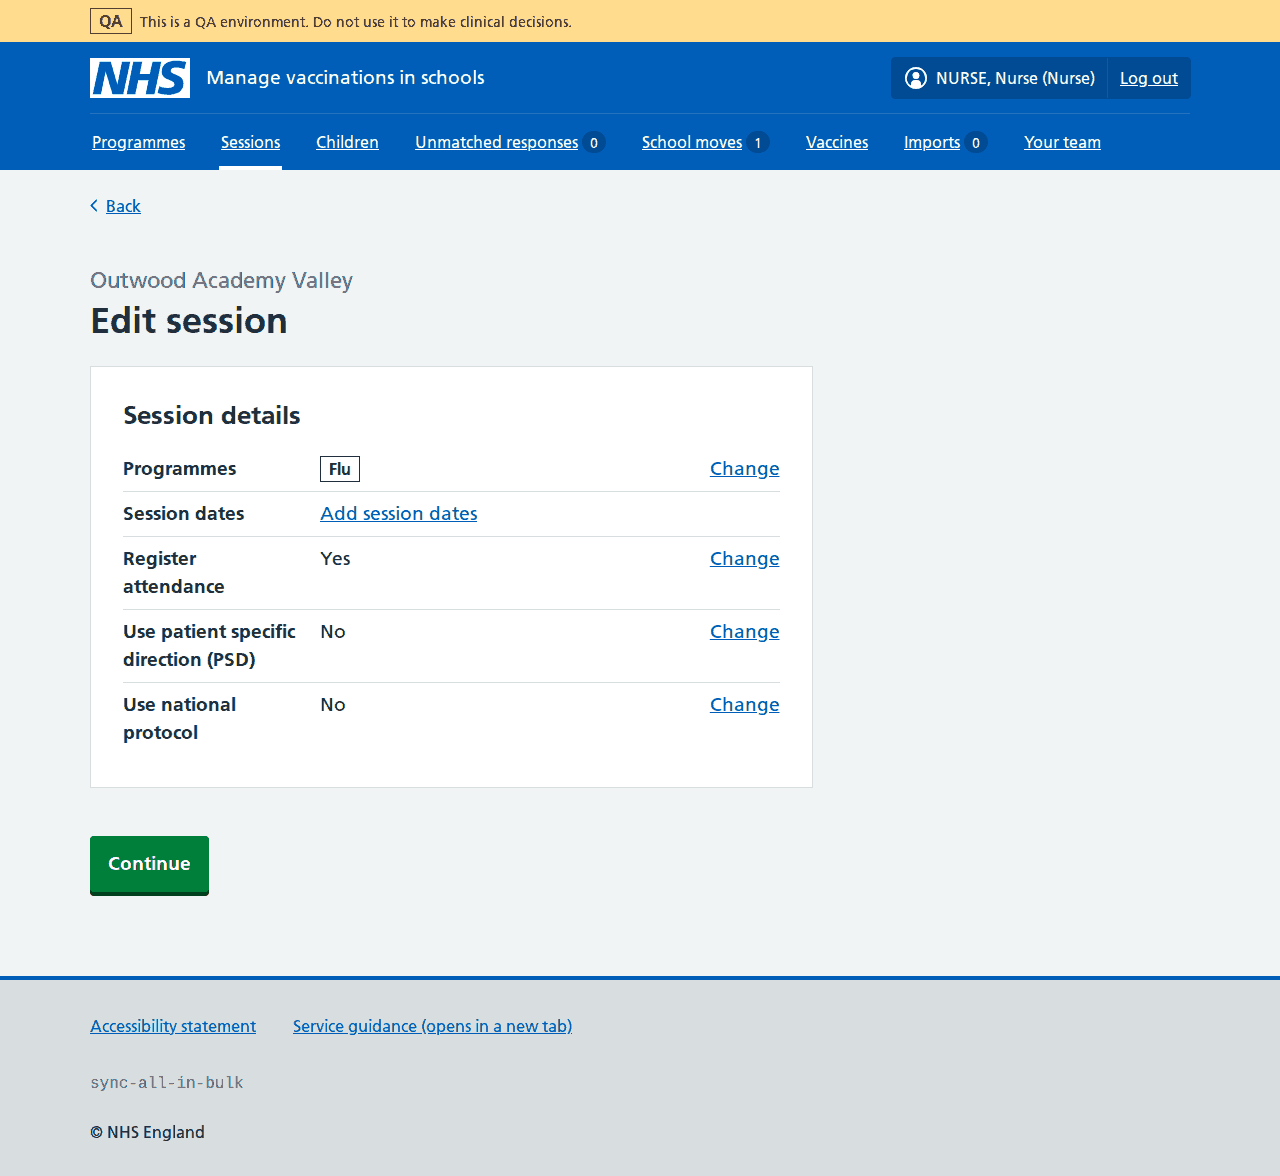 QA This is a QA environment. Do not use it to make clinical decisions.
NHS Manage vaccinations in schools NURSE, Nurse (Nurse) Log out
Programmes Sessions Children Unmatched responses 0 School moves 1 Vaccines Imports 0 Your team
Back
Outwood Academy Valley
Edit session
Session details
Programmes Flu Change
Session dates Add session dates
Register attendance Yes Change
Use patient specific direction (PSD) No Change
Use national protocol No Change
Continue
Accessibility statement Service guidance (opens in a new tab)
sync-all-in-bulk
© NHS England